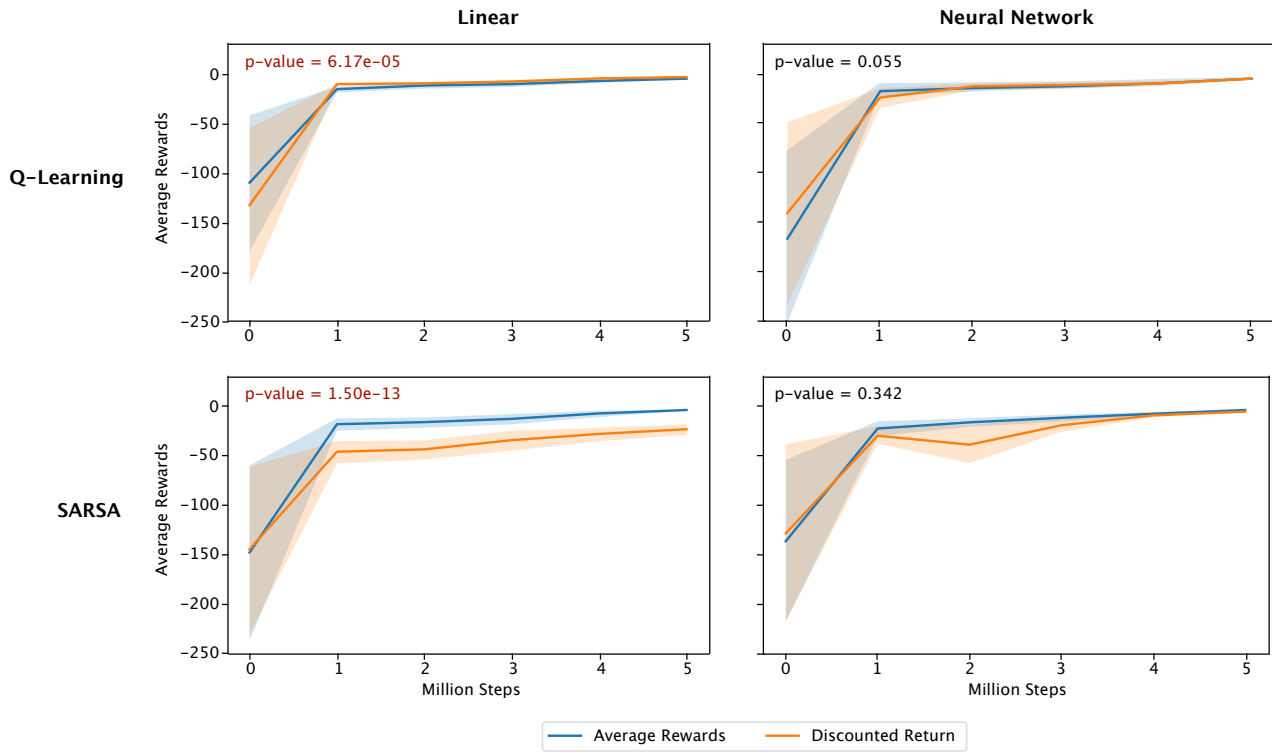 Linear
Neural Network
Q-Learning
p-value = 6.17e-05
Average Rewards
0
-50
-100
-150
-200
-250
0 1 2 3 4 5
p-value = 0.055
0 1 2 3 4 5
SARSA
p-value = 1.50e-13
Average Rewards
0
-50
-100
-150
-200
-250
0 1 2 3 4 5
Million Steps
p-value = 0.342
0 1 2 3 4 5
Million Steps
Average Rewards
Discounted Return